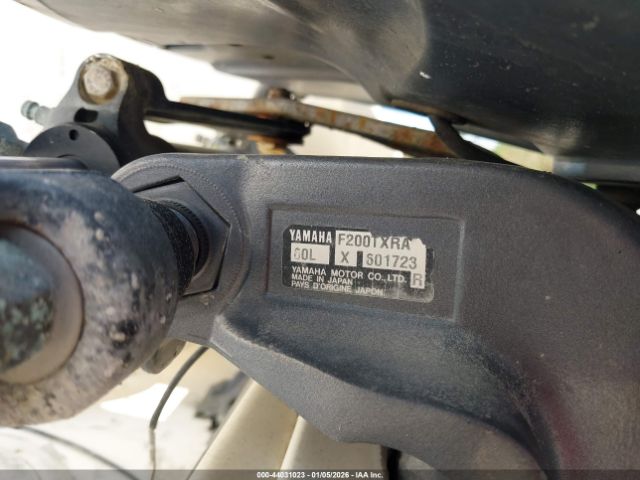 YAMAHA F200TXRA
60L X S01723
YAMAHA MOTOR CO., LTD. R
MADE IN JAPAN
PAYS D'ORIGINE JAPON
000-44031023 - 01/05/2026 - © IAA Inc.